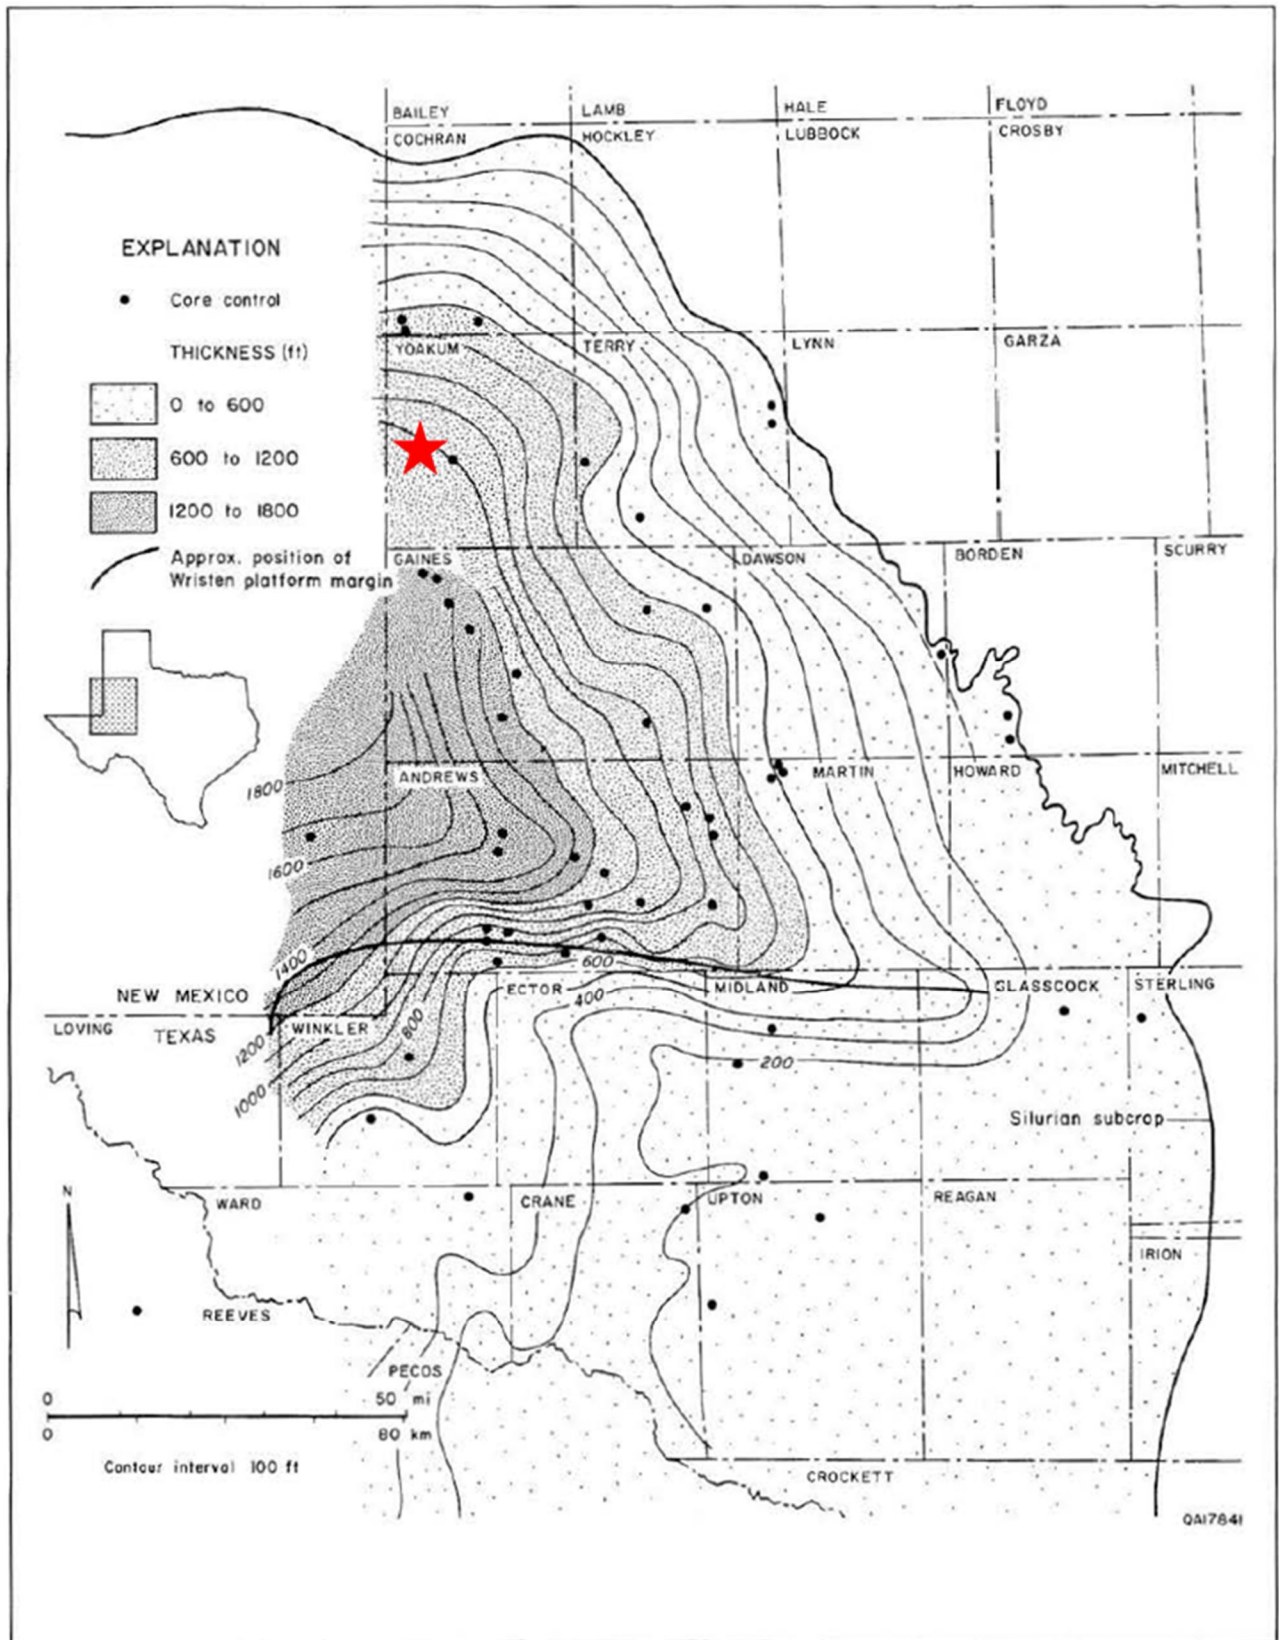 BAILEY LAMB HALE FLOYD
COCHRAN HOCKLEY LUBBOCK CROSBY
EXPLANATION
Core control
THICKNESS (ft)
0 to 600
600 to 1200
1200 to 1800
Approx. position of
Wristen platform margin
YOAKUM TERRY LYNN GARZA
GAINES DAWSON BORDEN SCURRY
1800
ANDREWS MARTIN HOWARD MITCHELL
1600
1400
600
NEW MEXICO ECTOR 400 MIDLAND GLASSCOCK STERLING
LOVING TEXAS WINKLER 800
1200
200
1000
Silurian subcrop
N
WARD CRANE UPTON REAGAN
IRION
REEVES
PECOS
0 50 mi
0 80 km
Contour interval 100 ft
CROCKETT
QA17841